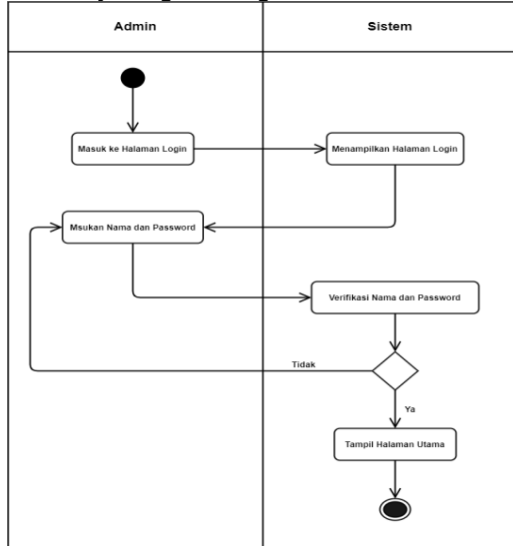 Admin
Sistem
Masuk ke Halaman Login
Menampilkan Halaman Login
Msukan Nama dan Password
Verifikasi Nama dan Password
Tidak
Ya
Tampil Halaman Utama